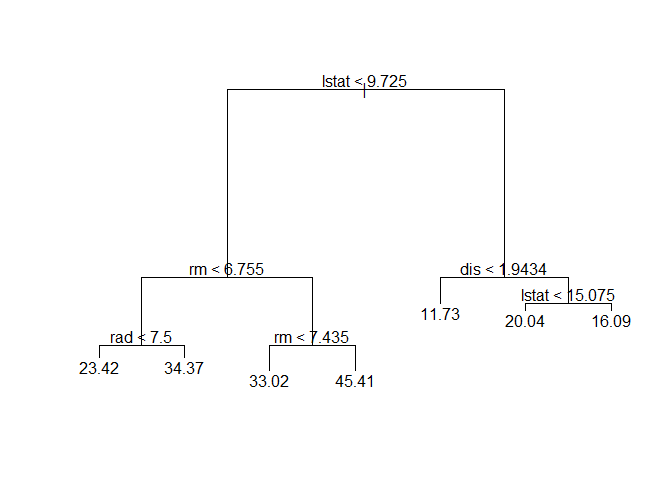 lstat < 9.725
rm < 6.755
dis < 1.9434
lstat < 15.075
11.73
20.04
16.09
rad < 7.5
rm < 7.435
23.42
34.37
33.02
45.41